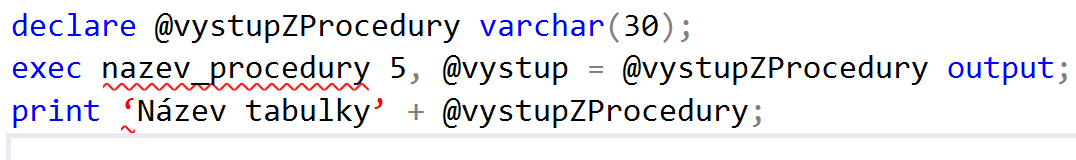 declare @vystupZProcedury varchar(30);
exec nazev_procedury 5, @vystup = @vystupZProcedury output;
print ‘Název tabulky’ + @vystupZProcedury;